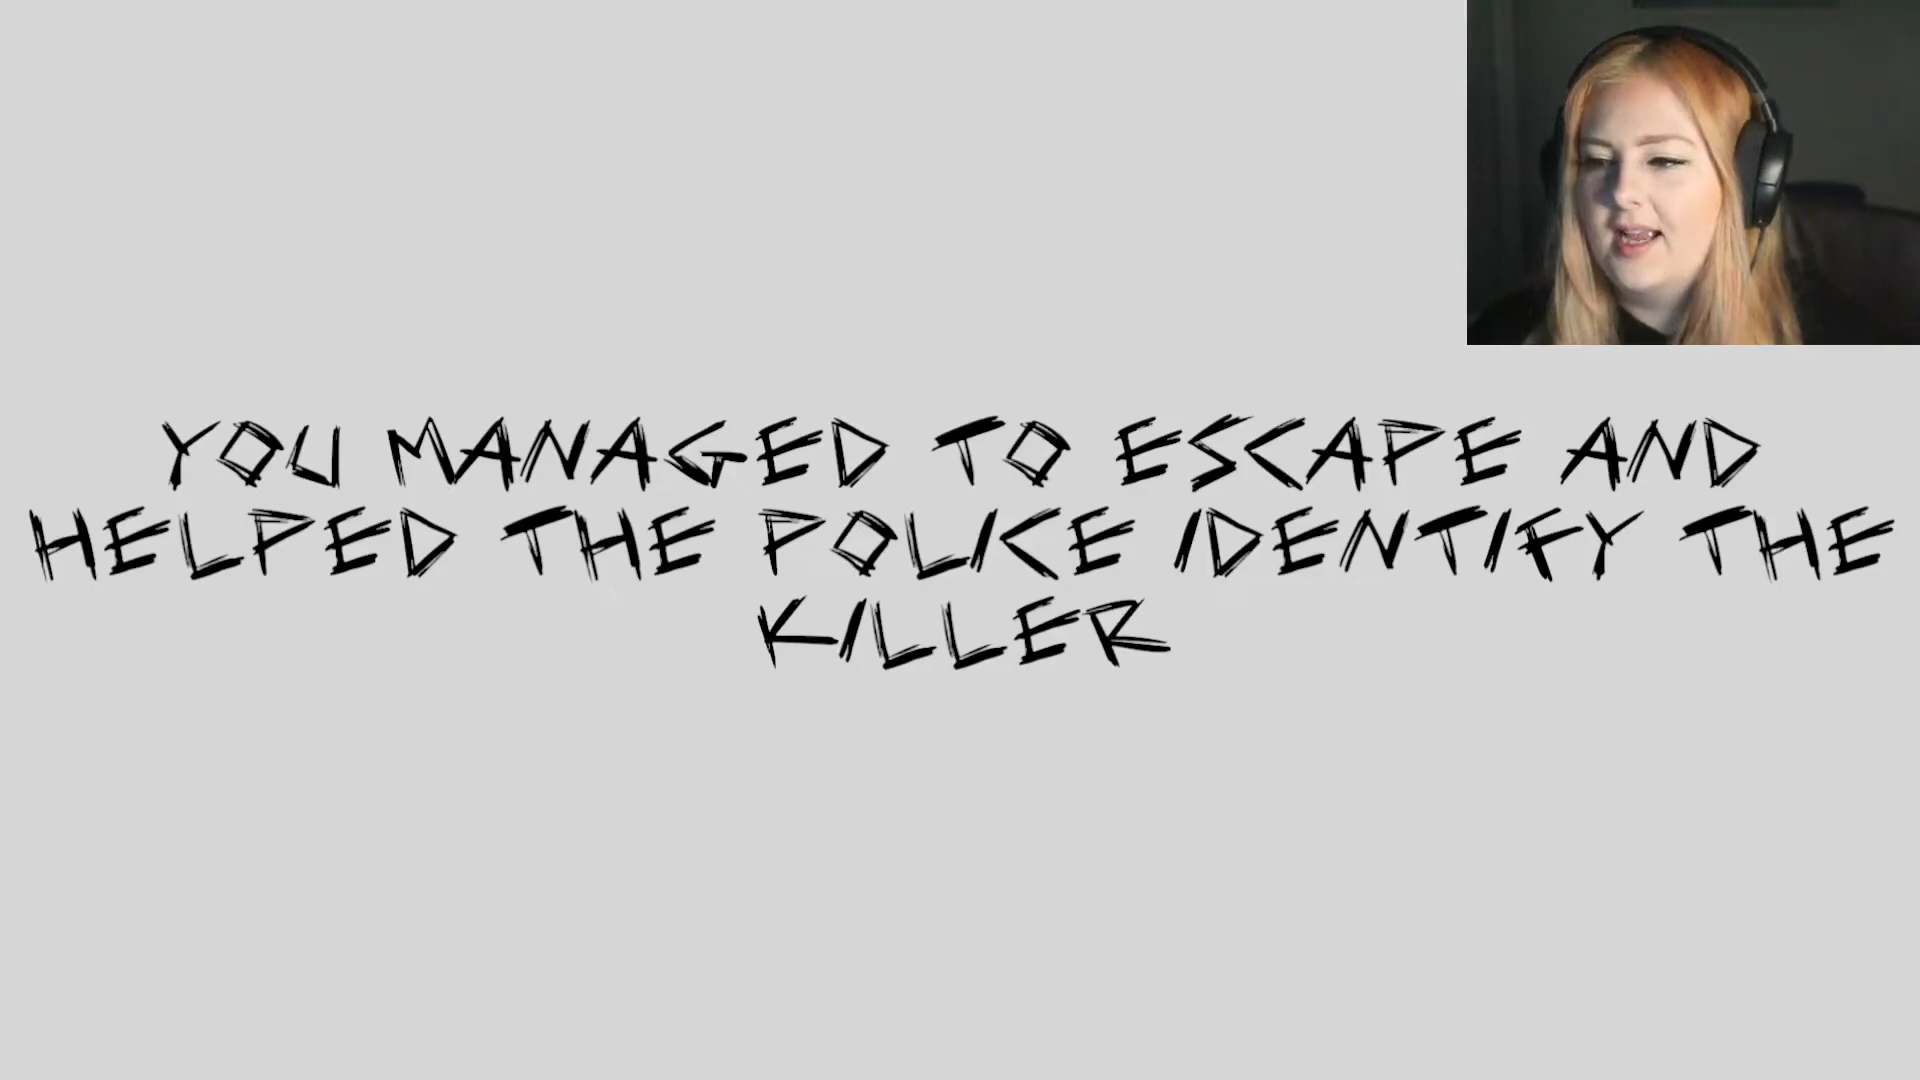 YOU MANAGED TO ESCAPE AND
HELPED THE POLICE IDENTIFY THE
KILLER